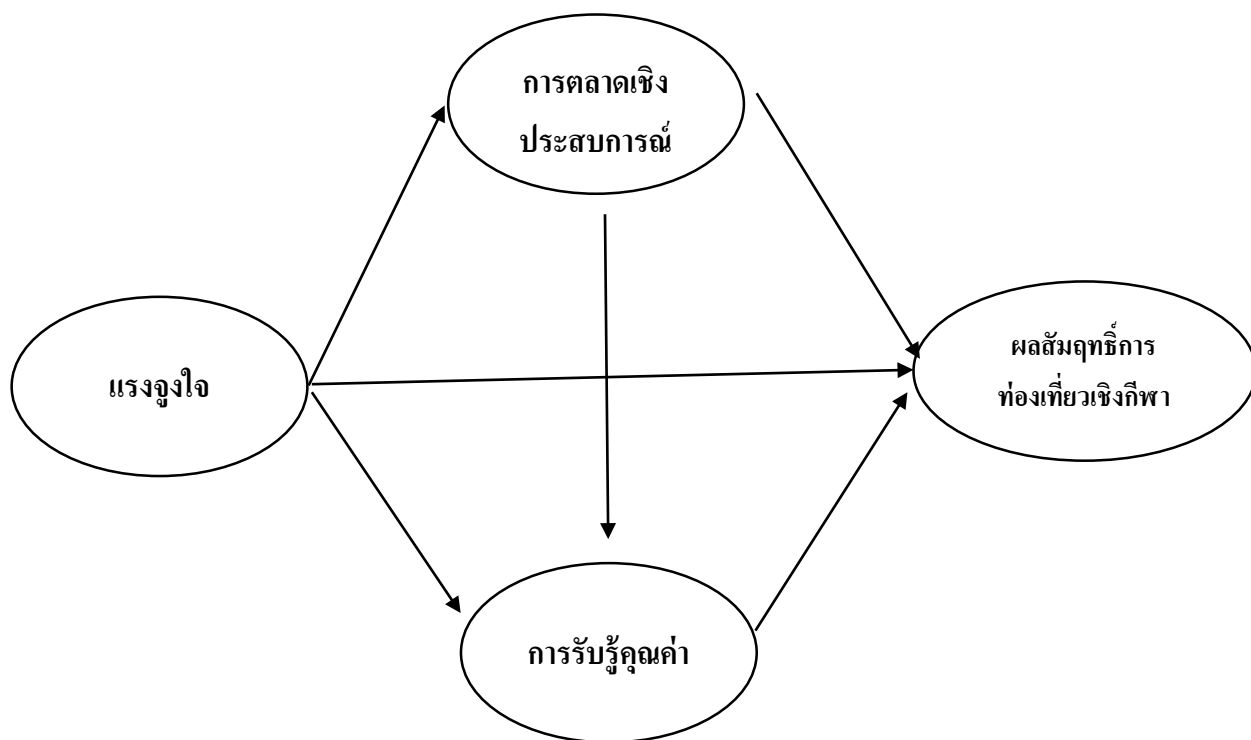 การตลาดเชิง
ประสบการณ์
แรงจูงใจ
ผลสัมฤทธิ์การ
ท่องเที่ยวเชิงกีฬา
การรับรู้คุณค่า